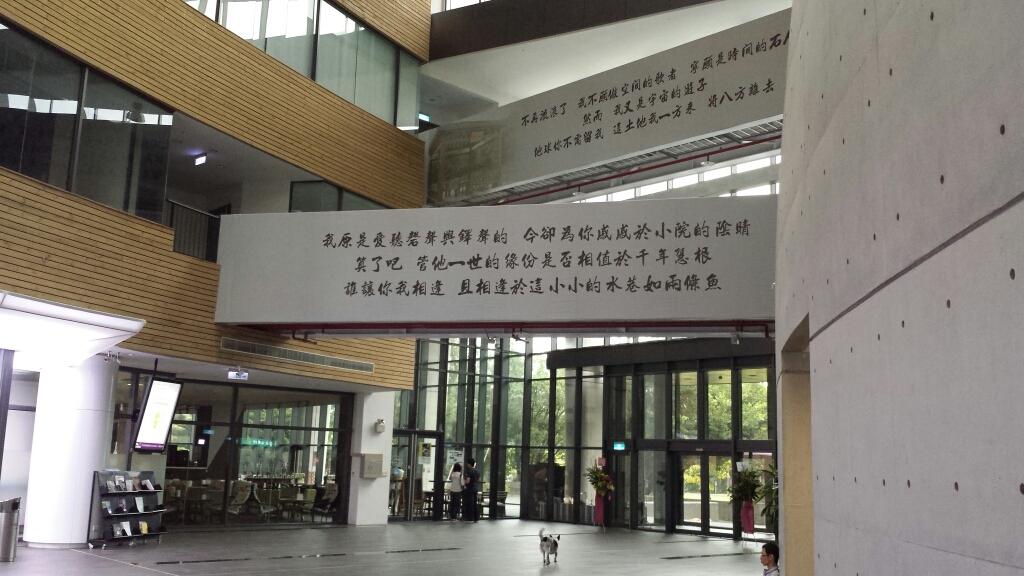 不再流浪了 我不願做空間的歌者 寧願是時間的石人
然而 我又是宇宙的遊子
地球你不需留我 這土地我一方來 將八方離去
我原是愛聽罄聲與鐸聲的 今卻為你戚戚於小院的陰晴
算了吧 管他一世的緣份是否相值於千年慧根
誰讓你我相逢 且相逢於這小小的水巷如兩條魚